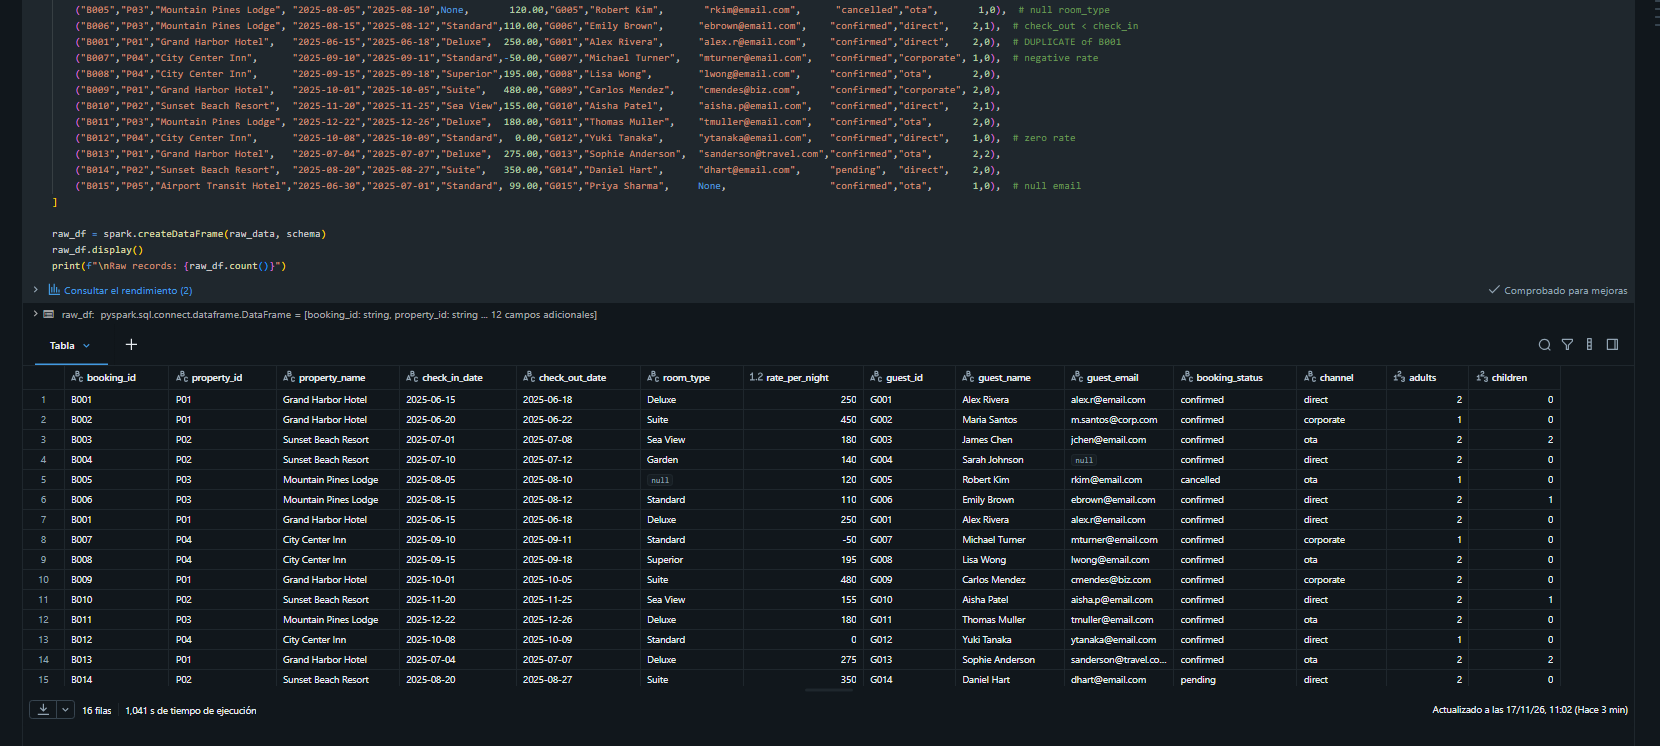 ("B005","P03","Mountain Pines Lodge", "2025-08-05","2025-08-10",None, 120.00,"G005","Robert Kim", "rkim@email.com", "cancelled","ota", 1,0), # null room_type
("B006","P03","Mountain Pines Lodge", "2025-08-15","2025-08-12","Standard",110.00,"G006","Emily Brown", "ebrown@email.com", "confirmed","direct", 2,1), # check_out < check_in
("B001","P01","Grand Harbor Hotel", "2025-06-15","2025-06-18","Deluxe", 250.00,"G001","Alex Rivera", "alex.r@email.com", "confirmed","direct", 2,0), # DUPLICATE of B001
("B007","P04","City Center Inn", "2025-09-10","2025-09-11","Standard",-50.00,"G007","Michael Turner", "mturner@email.com", "confirmed","corporate", 1,0), # negative rate
("B008","P04","City Center Inn", "2025-09-15","2025-09-18","Superior",195.00,"G008","Lisa Wong", "lwong@email.com", "confirmed","ota", 2,0),
("B009","P01","Grand Harbor Hotel", "2025-10-01","2025-10-05","Suite", 480.00,"G009","Carlos Mendez", "cmendes@biz.com", "confirmed","corporate", 2,0),
("B010","P02","Sunset Beach Resort", "2025-11-20","2025-11-25","Sea View",155.00,"G010","Aisha Patel", "aisha.p@email.com", "confirmed","direct", 2,1),
("B011","P03","Mountain Pines Lodge", "2025-12-22","2025-12-26","Deluxe", 180.00,"G011","Thomas Muller", "tmuller@email.com", "confirmed","ota", 2,0),
("B012","P04","City Center Inn", "2025-10-08","2025-10-09","Standard", 0.00,"G012","Yuki Tanaka", "ytanaka@email.com", "confirmed","direct", 1,0), # zero rate
("B013","P01","Grand Harbor Hotel", "2025-07-04","2025-07-07","Deluxe", 275.00,"G013","Sophie Anderson", "sanderson@travel.com","confirmed","ota", 2,2),
("B014","P02","Sunset Beach Resort", "2025-08-20","2025-08-27","Suite", 350.00,"G014","Daniel Hart", "dhart@email.com", "pending", "direct", 2,0),
("B015","P05","Airport Transit Hotel","2025-06-30","2025-07-01","Standard", 99.00,"G015","Priya Sharma", None, "confirmed","ota", 1,0), # null email
]
raw_df = spark.createDataFrame(raw_data, schema)
raw_df.display()
print(f"\nRaw records: {raw_df.count()}")
Consultar el rendimiento (2) Comprobado para mejoras
raw_df: pyspark.sql.connect.dataframe.DataFrame = [booking_id: string, property_id: string ... 12 campos adicionales]
Tabla +
booking_id property_id property_name check_in_date check_out_date room_type 1.2 rate_per_night guest_id guest_name guest_email booking_status channel adults children
1 B001 P01 Grand Harbor Hotel 2025-06-15 2025-06-18 Deluxe 250 G001 Alex Rivera alex.r@email.com confirmed direct 2 0
2 B002 P01 Grand Harbor Hotel 2025-06-20 2025-06-22 Suite 450 G002 Maria Santos m.santos@corp.com confirmed corporate 1 0
3 B003 P02 Sunset Beach Resort 2025-07-01 2025-07-08 Sea View 180 G003 James Chen jchen@email.com confirmed ota 2 2
4 B004 P02 Sunset Beach Resort 2025-07-10 2025-07-12 Garden 140 G004 Sarah Johnson null confirmed direct 2 0
5 B005 P03 Mountain Pines Lodge 2025-08-05 2025-08-10 null 120 G005 Robert Kim rkim@email.com cancelled ota 1 0
6 B006 P03 Mountain Pines Lodge 2025-08-15 2025-08-12 Standard 110 G006 Emily Brown ebrown@email.com confirmed direct 2 1
7 B001 P01 Grand Harbor Hotel 2025-06-15 2025-06-18 Deluxe 250 G001 Alex Rivera alex.r@email.com confirmed direct 2 0
8 B007 P04 City Center Inn 2025-09-10 2025-09-11 Standard -50 G007 Michael Turner mturner@email.com confirmed corporate 1 0
9 B008 P04 City Center Inn 2025-09-15 2025-09-18 Superior 195 G008 Lisa Wong lwong@email.com confirmed ota 2 0
10 B009 P01 Grand Harbor Hotel 2025-10-01 2025-10-05 Suite 480 G009 Carlos Mendez cmendes@biz.com confirmed corporate 2 0
11 B010 P02 Sunset Beach Resort 2025-11-20 2025-11-25 Sea View 155 G010 Aisha Patel aisha.p@email.com confirmed direct 2 1
12 B011 P03 Mountain Pines Lodge 2025-12-22 2025-12-26 Deluxe 180 G011 Thomas Muller tmuller@email.com confirmed ota 2 0
13 B012 P04 City Center Inn 2025-10-08 2025-10-09 Standard 0 G012 Yuki Tanaka ytanaka@email.com confirmed direct 1 0
14 B013 P01 Grand Harbor Hotel 2025-07-04 2025-07-07 Deluxe 275 G013 Sophie Anderson sanderson@travel.co... confirmed ota 2 2
15 B014 P02 Sunset Beach Resort 2025-08-20 2025-08-27 Suite 350 G014 Daniel Hart dhart@email.com pending direct 2 0
16 filas 1,041 s de tiempo de ejecución Actualizado a las 17/11/26, 11:02 (Hace 3 min)